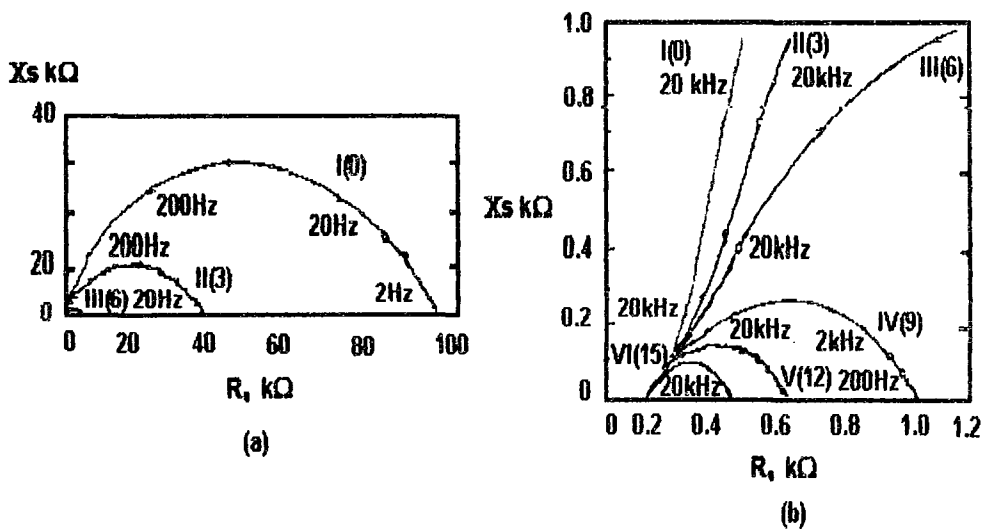 Xs kΩ
40
20
0
I(0)
200Hz
20Hz
200Hz
II(3)
III(6)
20Hz
2Hz
0 20 40 60 80 100
R, kΩ
(a)
1.0
0.8
0.6
Xs kΩ
0.4
0.2
0
I(0)
20 kHz
II(3)
20kHz
III(6)
20kHz
20kHz
20kHz
IV(9)
2kHz
VI(15)
V(12)
200Hz
20kHz
0 0.2 0.4 0.6 0.8 1.0 1.2
R, kΩ
(b)